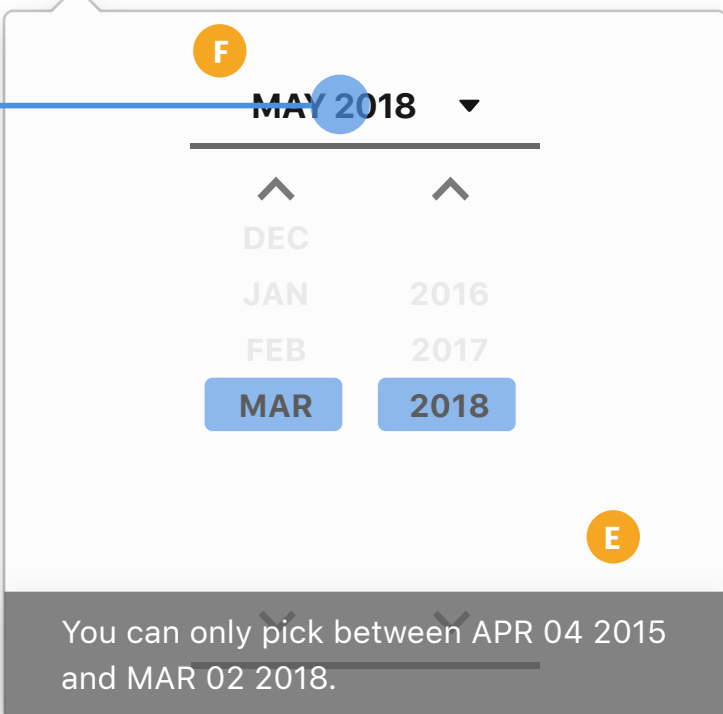 F
MAY 2018
DEC
JAN 2016
FEB 2017
MAR 2018
E
You can only pick between APR 04 2015
and MAR 02 2018.